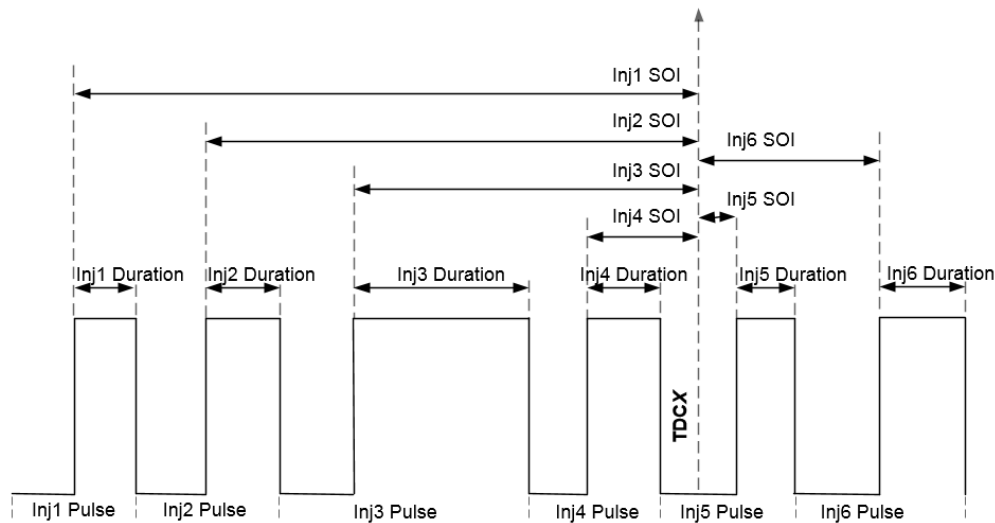 Inj1 SOI
Inj2 SOI
Inj6 SOI
Inj3 SOI
Inj5 SOI
Inj4 SOI
Inj1 Duration
Inj2 Duration
Inj3 Duration
Inj4 Duration
Inj5 Duration
Inj6 Duration
TDCX
Inj1 Pulse
Inj2 Pulse
Inj3 Pulse
Inj4 Pulse
Inj5 Pulse
Inj6 Pulse